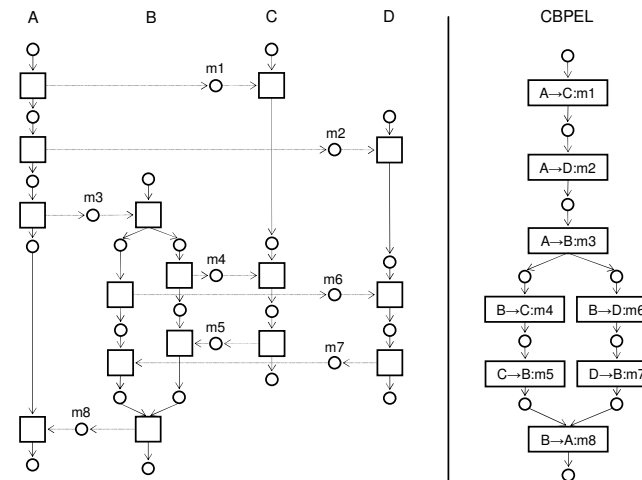 A B C D CBPEL
m1
A→C:m1
m2
A→D:m2
m3
A→B:m3
m4
m6
B→C:m4 B→D:m6
m5
m7
C→B:m5 D→B:m7
m8
B→A:m8